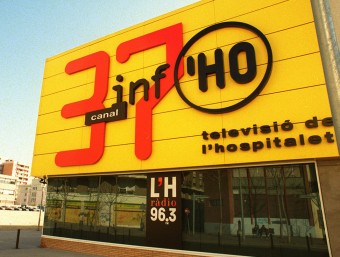 37
canal
inf
l'HO
televisió de
l'hospitalet
L'H
ràdio
96,3